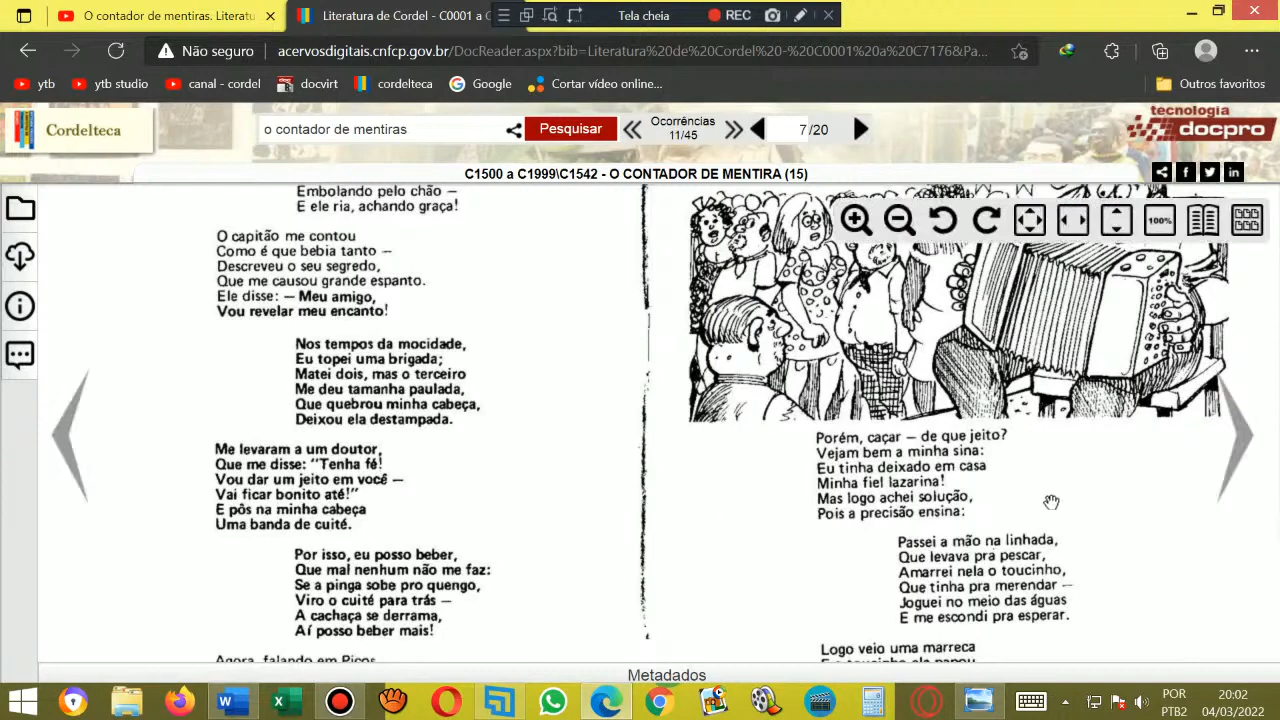 O contador de mentiras. Literatu
Literatura de Cordel - C0001 a C
Tela cheia
REC
Não seguro
acervosdigitais.cnfcp.gov.br/DocReader.aspx?bib=Literatura%20de%20Cordel%20-%20C0001%20a%20C7176&Pa...
ytb
ytb studio
canal - cordel
docvirt
cordelteca
Google
Cortar vídeo online...
Outros favoritos
Cordelteca
o contador de mentiras
Pesquisar
Ocorrências
11/45
7/20
tecnologia
docpro
C1500 a C1999\C1542 - O CONTADOR DE MENTIRA (15)
100%
Embolando pelo chão —
E ele ria, achando graça!
O capitão me contou
Como é que bebia tanto —
Descreveu o seu segredo,
Que me causou grande espanto.
Ele disse: — Meu amigo,
Vou revelar meu encanto!
Nos tempos da mocidade,
Eu topei uma brigada;
Matei dois, mas o terceiro
Me deu tamanha paulada,
Que quebrou minha cabeça,
Deixou ela destampada.
Me levaram a um doutor,
Que me disse: "Tenha fé!
Vou dar um jeito em você —
Vai ficar bonito até!"
E pôs na minha cabeça
Uma banda de cuité.
Por isso, eu posso beber,
Que mal nenhum não me faz:
Se a pinga sobe pro quengo,
Viro o cuité para trás —
A cachaça se derrama,
Aí posso beber mais!
Agora, falando em Picos
Porém, caçar — de que jeito?
Vejam bem a minha sina:
Eu tinha deixado em casa
Minha fiel lazarina!
Mas logo achei solução,
Pois a precisão ensina:
Passei a mão na linhada,
Que levava pra pescar,
Amarrei nela o toucinho,
Que tinha pra merendar —
Joguei no meio das águas
E me escondi pra esperar.
Logo veio uma marreca
E o toucinho ela papou
Metadados
POR
PTB2
20:02
04/03/2022